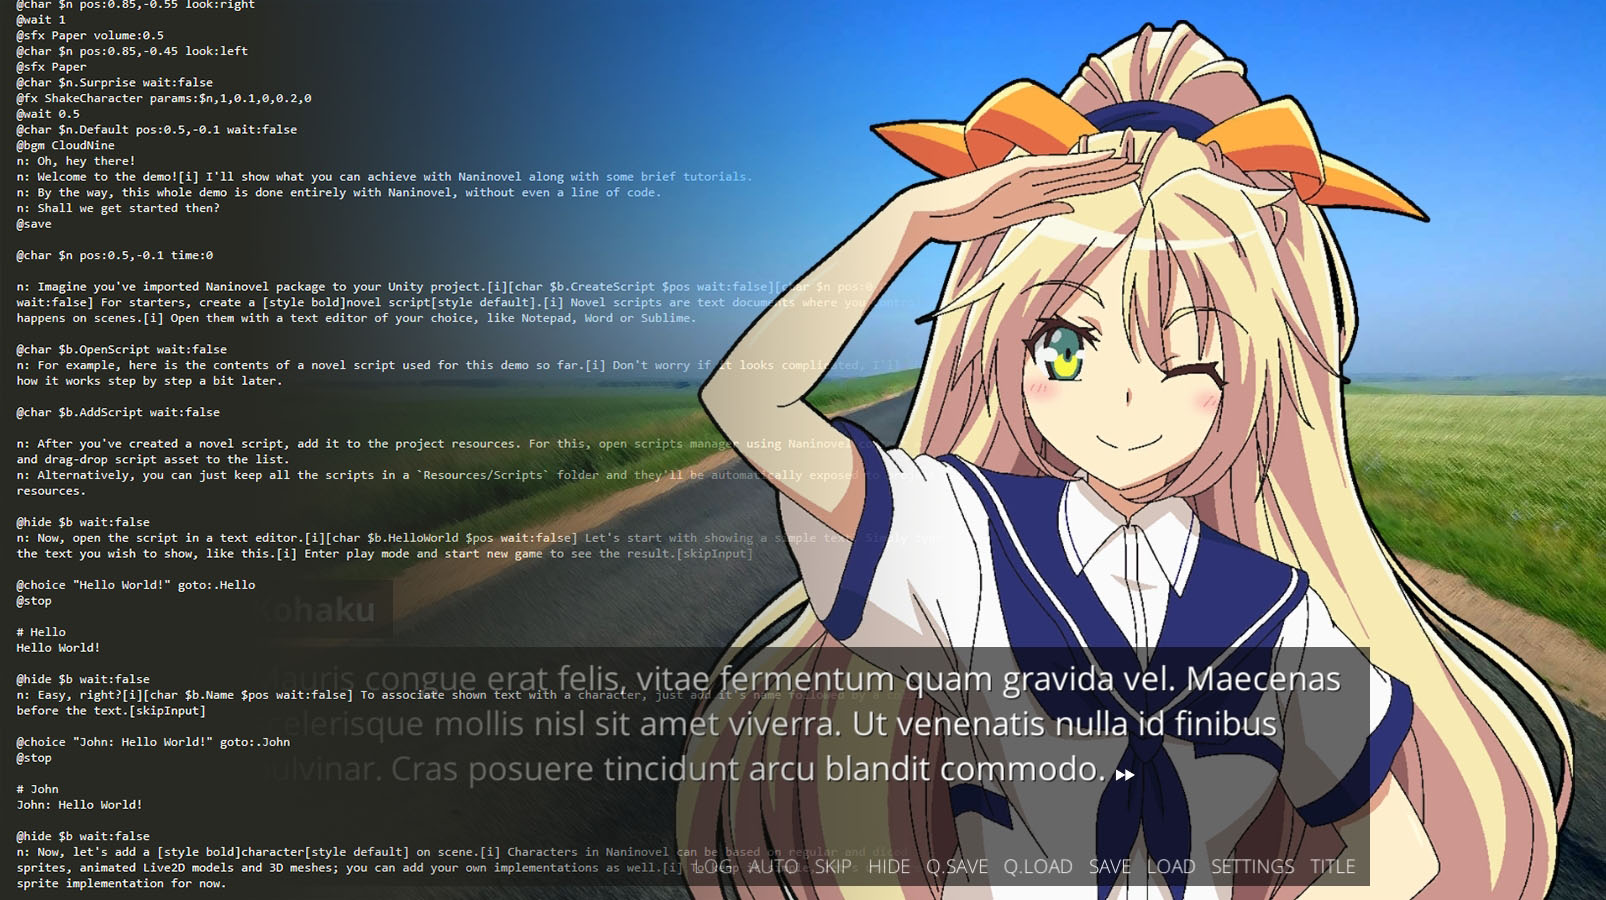 @char $n pos:0.85,-0.55 look:right
@wait 1
@sfx Paper volume:0.5
@char $n pos:0.85,-0.45 look:left
@sfx Paper
@char $n.Surprise wait:false
@fx ShakeCharacter params:$n,1,0.1,0,0.2,0
@wait 0.5
@char $n.Default pos:0.5,-0.1 wait:false
@bgm CloudNine
n: Oh, hey there!
n: Welcome to the demo![i] I'll show what you can achieve with Naninovel along with some brief tutorials.
n: By the way, this whole demo is done entirely with Naninovel, without even a line of code.
n: Shall we get started then?
@save
@char $n pos:0.5,-0.1 time:0
n: Imagine you've imported Naninovel package to your Unity project.[i][char $b.CreateScript $pos wait:false][char $n
wait:false] For starters, create a [style bold]novel script[style default].[i] Novel scripts are text documents where you
happens on scenes.[i] Open them with a text editor of your choice, like Notepad, Word or Sublime.
@char $b.OpenScript wait:false
n: For example, here is the contents of a novel script used for this demo so far.[i] Don't worry if it looks complicated, I'll
how it works step by step a bit later.
@char $b.AddScript wait:false
n: After you've created a novel script, add it to the project resources. For this, open scripts manager using Naninovel
and drag-drop script asset to the list.
n: Alternatively, you can just keep all the scripts in a `Resources/Scripts` folder and they'll be automatically exposed
resources.
@hide $b wait:false
n: Now, open the script in a text editor.[i][char $b.HelloWorld $pos wait:false] Let's start with showing a simple text.
the text you wish to show, like this.[i] Enter play mode and start new game to see the result.[skipInput]
@choice "Hello World!" goto:.Hello
@stop
Kohaku
# Hello
Hello World!
@hide $b wait:false
n: Easy, right?[i][char $b.Name $pos wait:false] To associate shown text with a character, just add it's name followed by a
before the text.[skipInput]
@choice "John: Hello World!" goto:.John
@stop
# John
John: Hello World!
@hide $b wait:false
n: Now, let's add a [style bold]character[style default] on scene.[i] Characters in Naninovel can be based on regular and
sprites, animated Live2D models and 3D meshes; you can add your own implementations as well.[i]
sprite implementation for now.
Mauris congue erat felis, vitae fermentum quam gravida vel. Maecenas
scelerisque mollis nisl sit amet viverra. Ut venenatis nulla id finibus
pulvinar. Cras posuere tincidunt arcu blandit commodo.
LOG AUTO SKIP HIDE Q.SAVE Q.LOAD SAVE LOAD SETTINGS TITLE